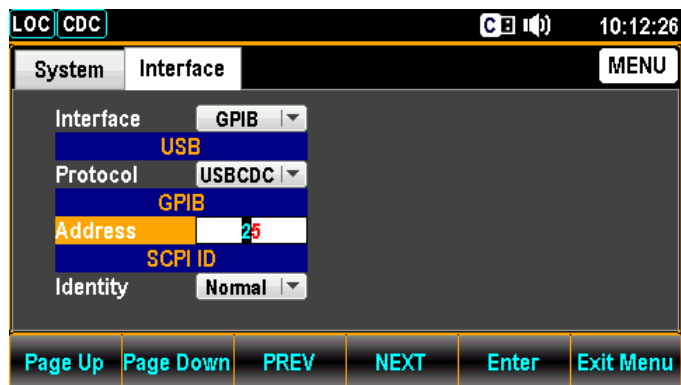 LOC CDC C 10:12:26
System Interface MENU
Interface GPIB
USB
Protocol USBCDC
GPIB
Address 25
SCPI ID
Identity Normal
Page Up Page Down PREV NEXT Enter Exit Menu